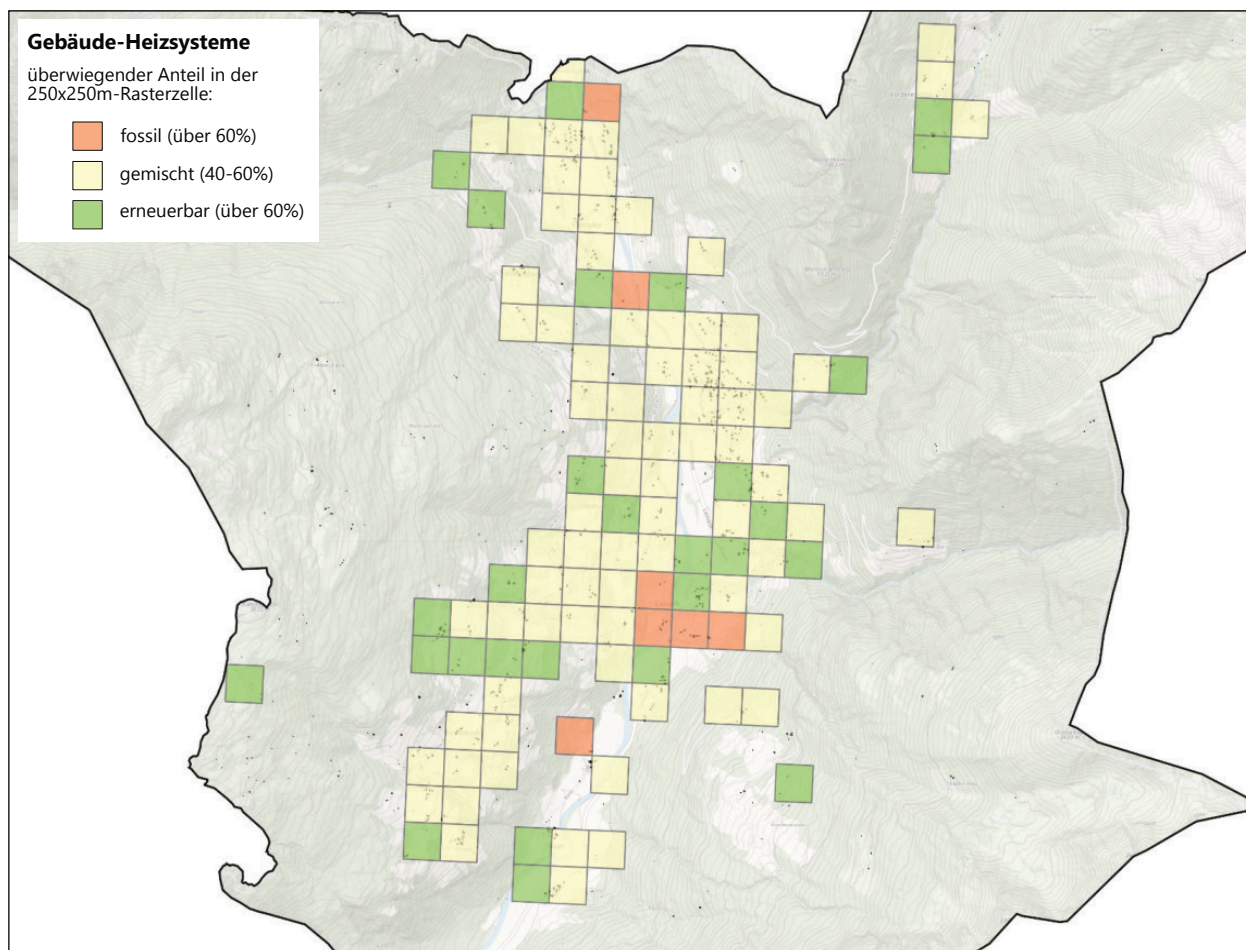 Gebäude-Heizsysteme
überwiegender Anteil in der
250x250m-Rasterzelle:
fossil (über 60%)
gemischt (40-60%)
erneuerbar (über 60%)